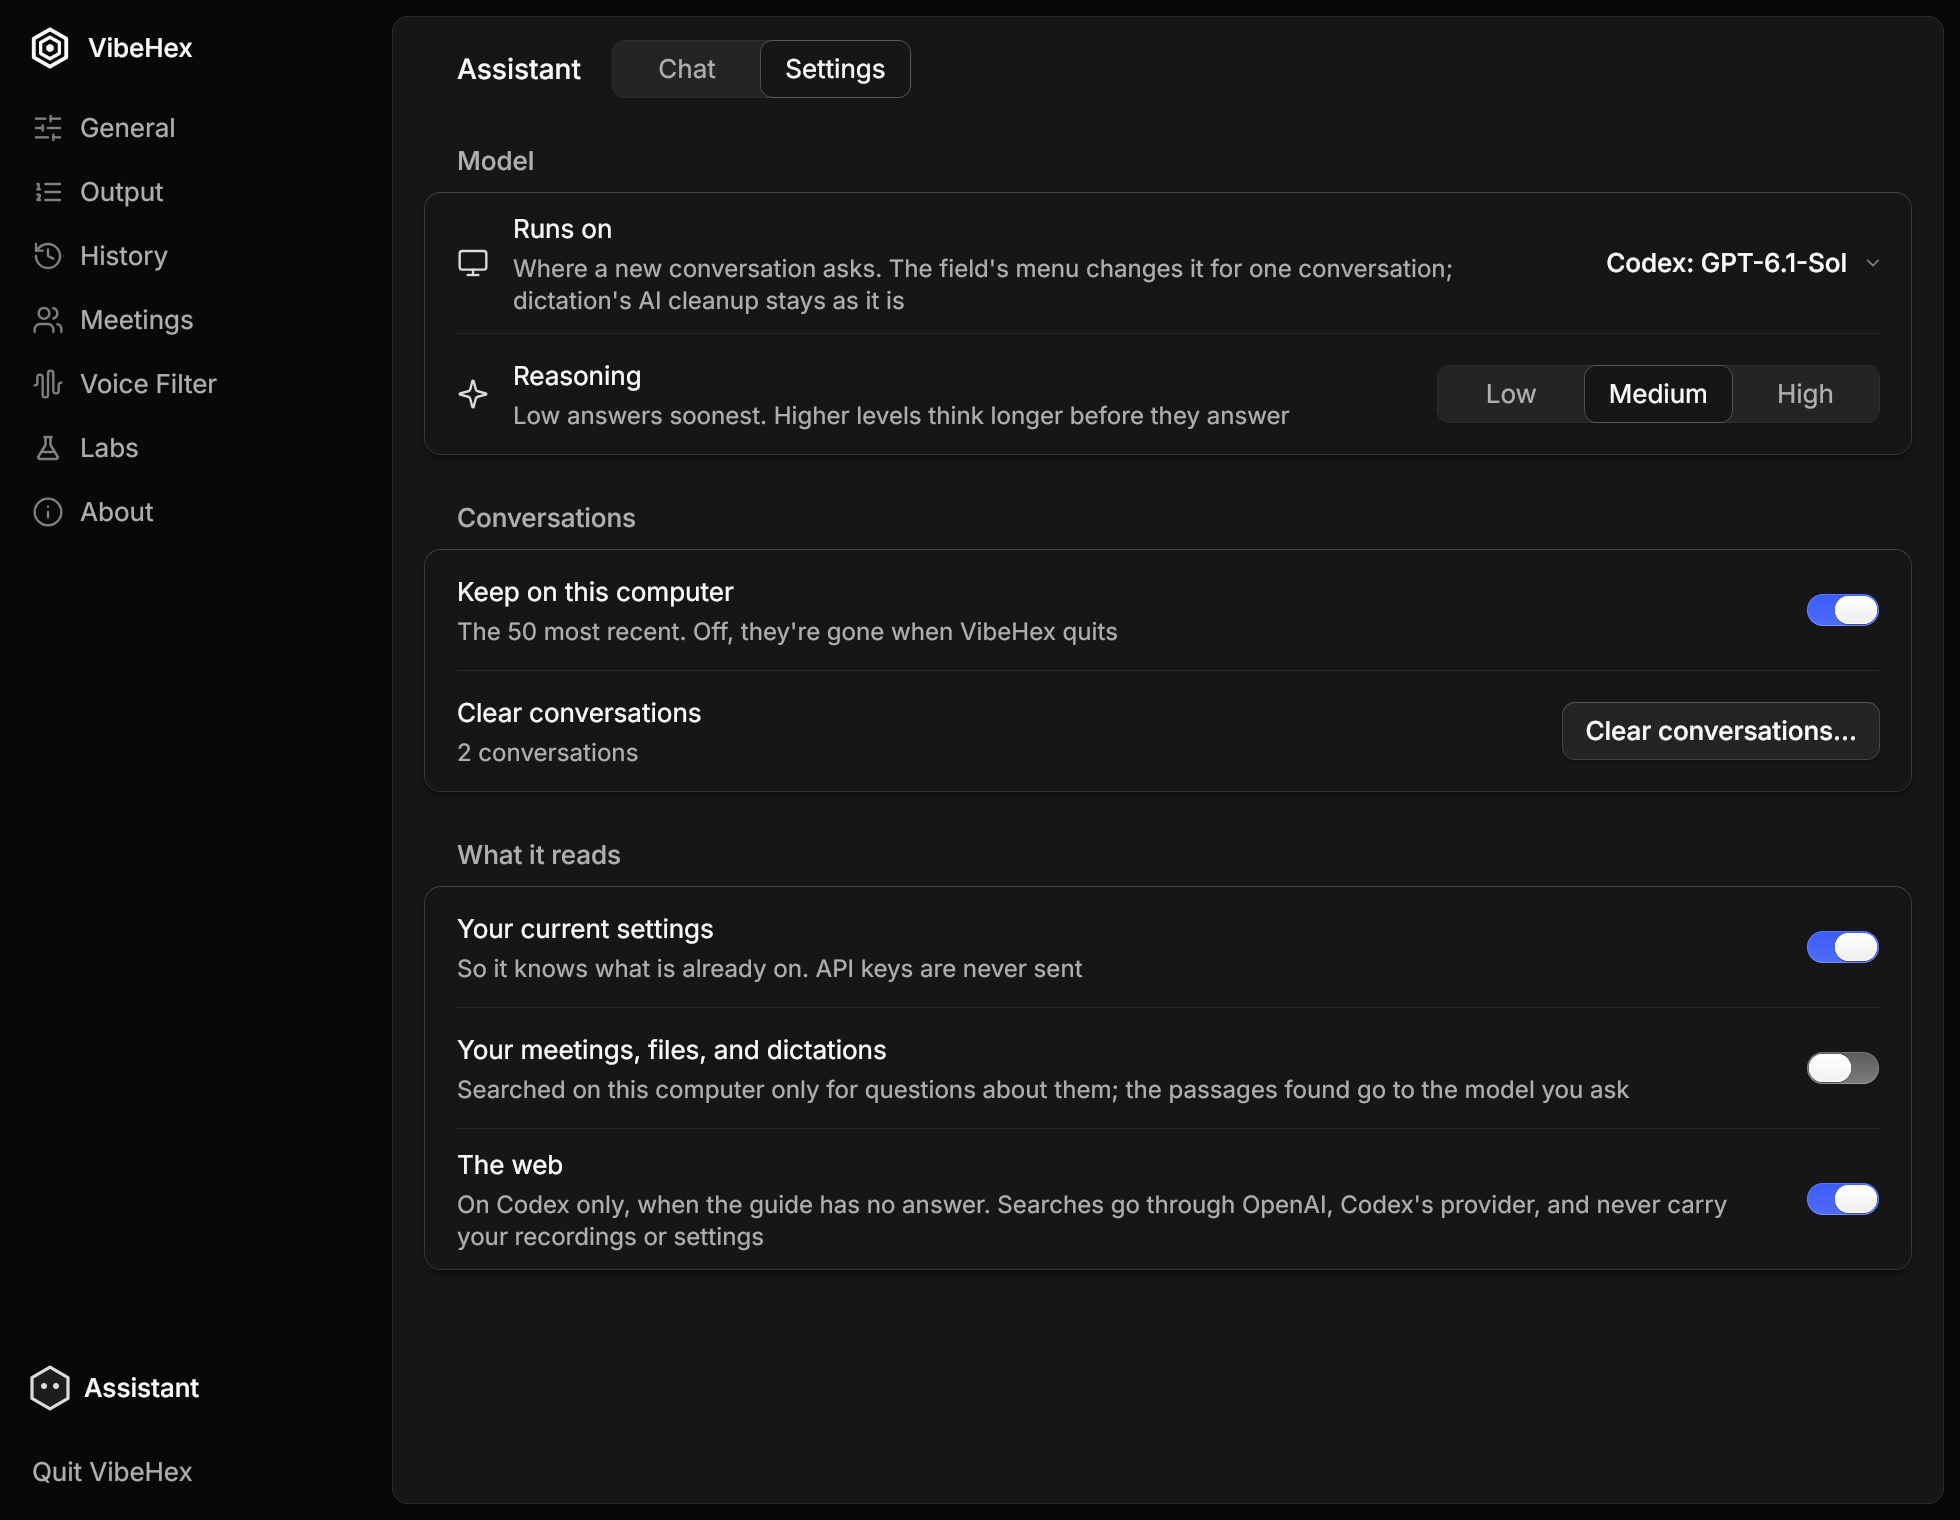 VibeHex
General
Output
History
Meetings
Voice Filter
Labs
About
Assistant
Quit VibeHex
Assistant
Chat
Settings
Model
Runs on
Where a new conversation asks. The field's menu changes it for one conversation;
dictation's AI cleanup stays as it is
Codex: GPT-6.1-Sol
Reasoning
Low answers soonest. Higher levels think longer before they answer
Low
Medium
High
Conversations
Keep on this computer
The 50 most recent. Off, they're gone when VibeHex quits
Clear conversations
2 conversations
Clear conversations...
What it reads
Your current settings
So it knows what is already on. API keys are never sent
Your meetings, files, and dictations
Searched on this computer only for questions about them; the passages found go to the model you ask
The web
On Codex only, when the guide has no answer. Searches go through OpenAI, Codex's provider, and never carry
your recordings or settings